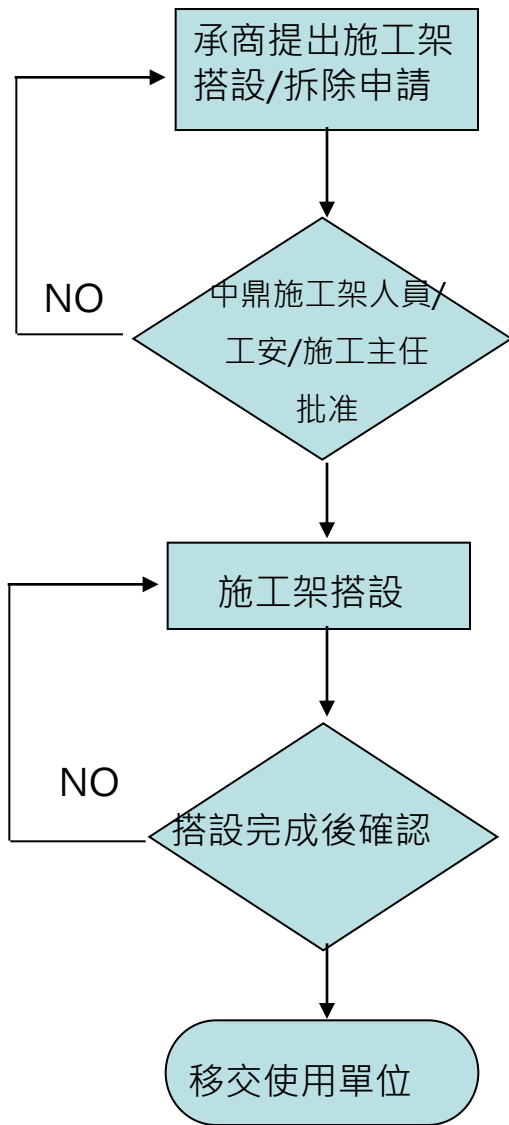 承商提出施工架
搭設/拆除申請
NO
中鼎施工架人員/
工安/施工主任
批准
施工架搭設
NO
搭設完成後確認
移交使用單位